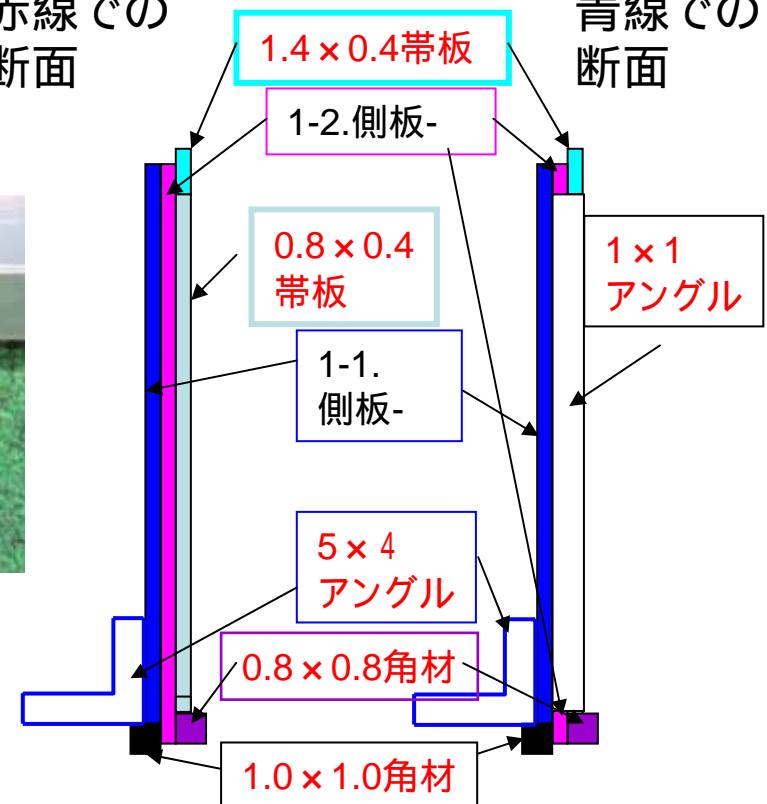 赤線での
断面
青線での
断面
1.4×0.4帯板
1-2.側板-
0.8×0.4
帯板
1×1
アングル
1-1.
側板-
5×4
アングル
0.8×0.8角材
1.0×1.0角材